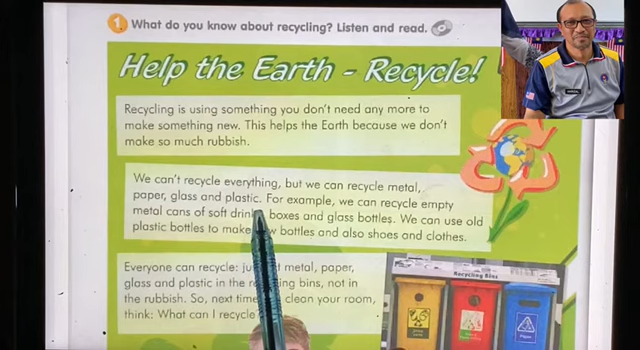 1 What do you know about recycling? Listen and read.
Help the Earth - Recycle!
Recycling is using something you don't need any more to
make something new. This helps the Earth because we don't
make so much rubbish.
We can't recycle everything, but we can recycle metal,
paper, glass and plastic. For example, we can recycle empty
metal cans of soft drink, boxes and glass bottles. We can use old
plastic bottles to make bottles and also shoes and clothes.
Everyone can recycle: metal, paper,
glass and plastic in the bins, not in
the rubbish. So, next time clean your room,
think: What can I recycle
Recycling Bins